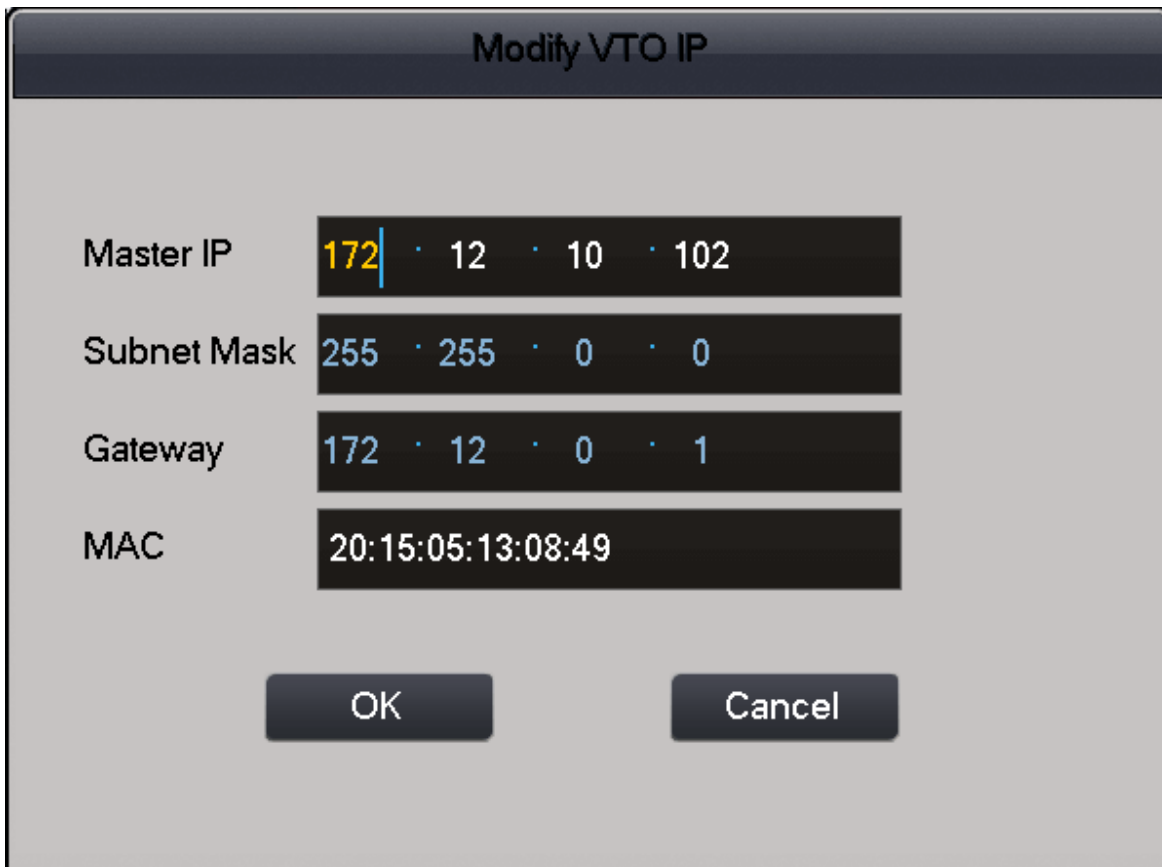 Modify VTO IP
Master IP 172 . 12 . 10 . 102
Subnet Mask 255 . 255 . 0 . 0
Gateway 172 . 12 . 0 . 1
MAC 20:15:05:13:08:49
OK Cancel